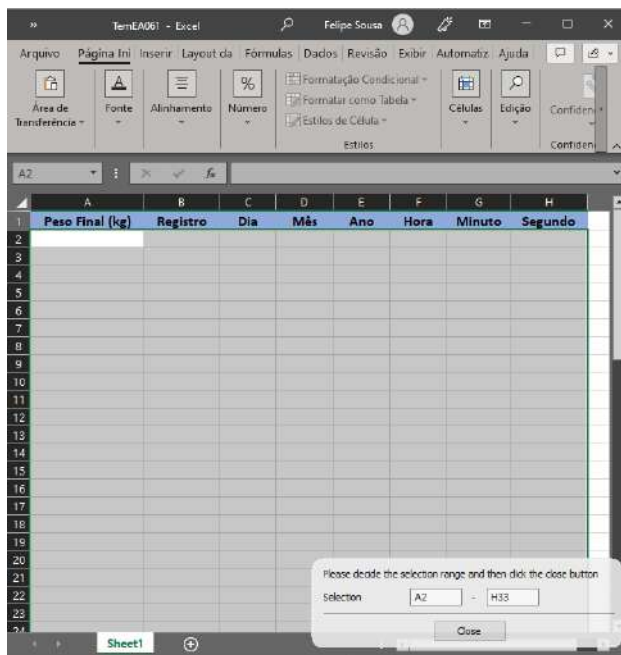 » TemEA061 - Excel Felipe Sousa
Arquivo Página Ini Inserir Layout da Fórmulas Dados Revisão Exibir Automatiz Ajuda
Área de Transferência Fonte Alinhamento % Número Formatação Condicional Células Edição Confiden
Formatar como Tabela
Estilos de Célula
Estilos Confiden
A2 fx
A B C D E F G H
1 Peso Final (kg) Registro Dia Mês Ano Hora Minuto Segundo
2
3
4
5
6
7
8
9
10
11
12
13
14
15
16
17
18
19
20
21
22
23
24
Please decide the selection range and then click the close button
Selection A2 - H33
Close
Sheet1